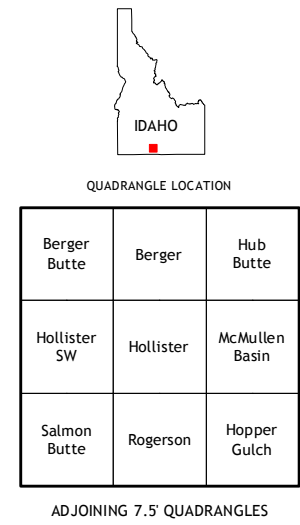 IDAHO
QUADRANGLE LOCATION
Berger
Butte
Berger
Hub
Butte
Hollister
SW
Hollister
McMullen
Basin
Salmon
Butte
Rogerson
Hopper
Gulch
ADJOINING 7.5' QUADRANGLES